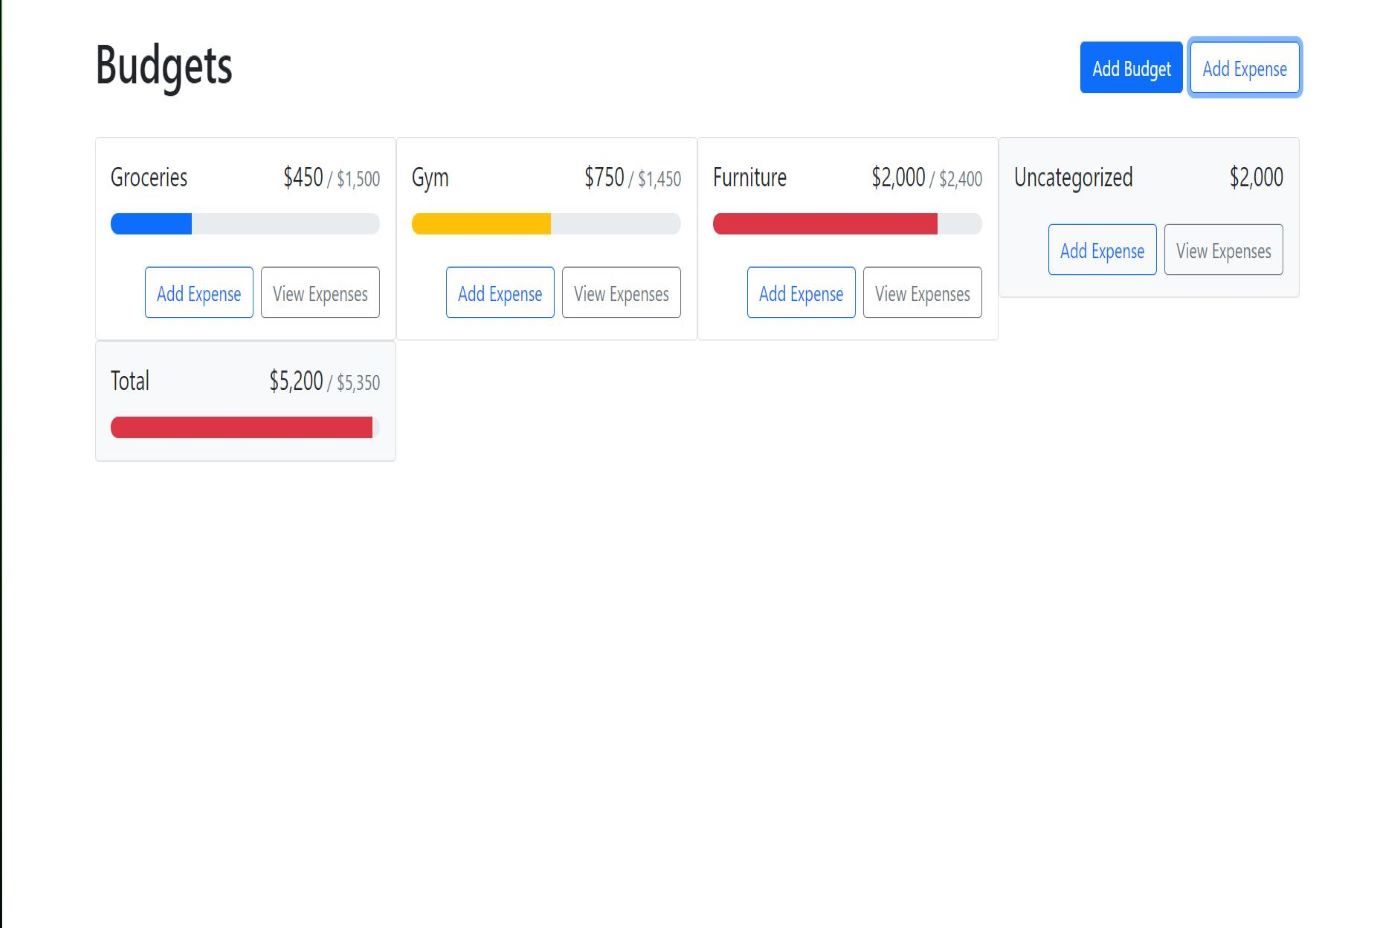 Budgets
Add Budget
Add Expense
Groceries $450 / $1,500
Add Expense View Expenses
Gym $750 / $1,450
Add Expense View Expenses
Furniture $2,000 / $2,400
Add Expense View Expenses
Uncategorized $2,000
Add Expense View Expenses
Total $5,200 / $5,350